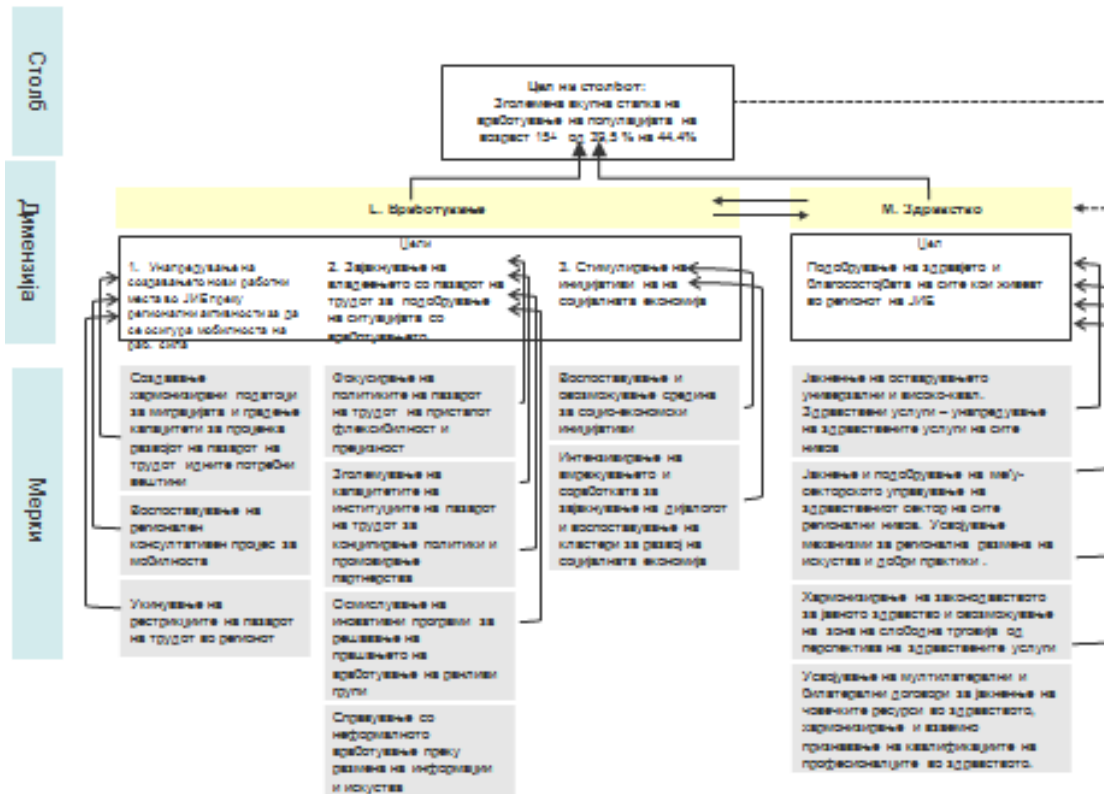 Столб
Цел на столбот:
Зголемена вкупна стапка на
вработување на популацијата на
возраст 15+ од 39.5 % на 44.4%
Димензија
L. Вработување
M. Здравство
Цели
1. Унапредување на
создавањето нови работни
места во ЈИЕ преку
регионални активности за да
се осигура мобилноста на
раб. сила
2. Зајакнување на
владеењето со пазарот на
трудот за подобрување
на ситуацијата со
вработувањето.
3. Стимулирање на
иницијативи на на
социјалната економија
Цел
Подобрување на здравјето и
благосостојбата на сите кои живеат
во регионот на ЈИЕ
Мерки
Создавање
хармонизирани податоци
за миграцијата и градење
капацитети за проценка
развојот на пазарот на
трудот идните потребни
вештини
Воспоставување на
регионален
консултативен процес за
мобилноста
Укинување на
рестрикциите на пазарот
на трудот во регионот
Фокусирање на
политиките на пазарот
на трудот на пристапот
флексибилност и
прецизност
Зголемување на
капацитетите на
институциите на пазарот
на трудот за
конципирање политики и
промовирање
партнерства
Осмислување на
иновативни програми за
решавање на
прашањето на
вработување на ранливи
групи
Справување со
неформалното
вработување преку
размена на информации
и искуства
Воспоставување и
овозможување средина
за социо-економски
иницијативи
Интензивирање на
вмрежувањето и
соработката за
зајакнување на дијалогот
и воспоставување на
кластери за развој на
социјалната економија
Јакнење на остварувањето
универзални и високо-квал.
Здравствени услуги – унапредување
на здравствените услуги на сите
нивоа
Јакнење и подобрување на меѓу-
секторското управување на
здравствениот сектор на сите
регионални нивоа. Усвојување
механизми за регионална размена на
искуства и добри практики .
Хармонизирање на законодавството
за јавното здравство и овозможување
на зона на слободна трговија од
перспектива на здравствените услуги
Усвојување на мултилатерални и
билатерални договори за јакнење на
човечките ресурси во здравството,
хармонизирање и взаемно
признавање на квалификациите на
професионалците во здравството.